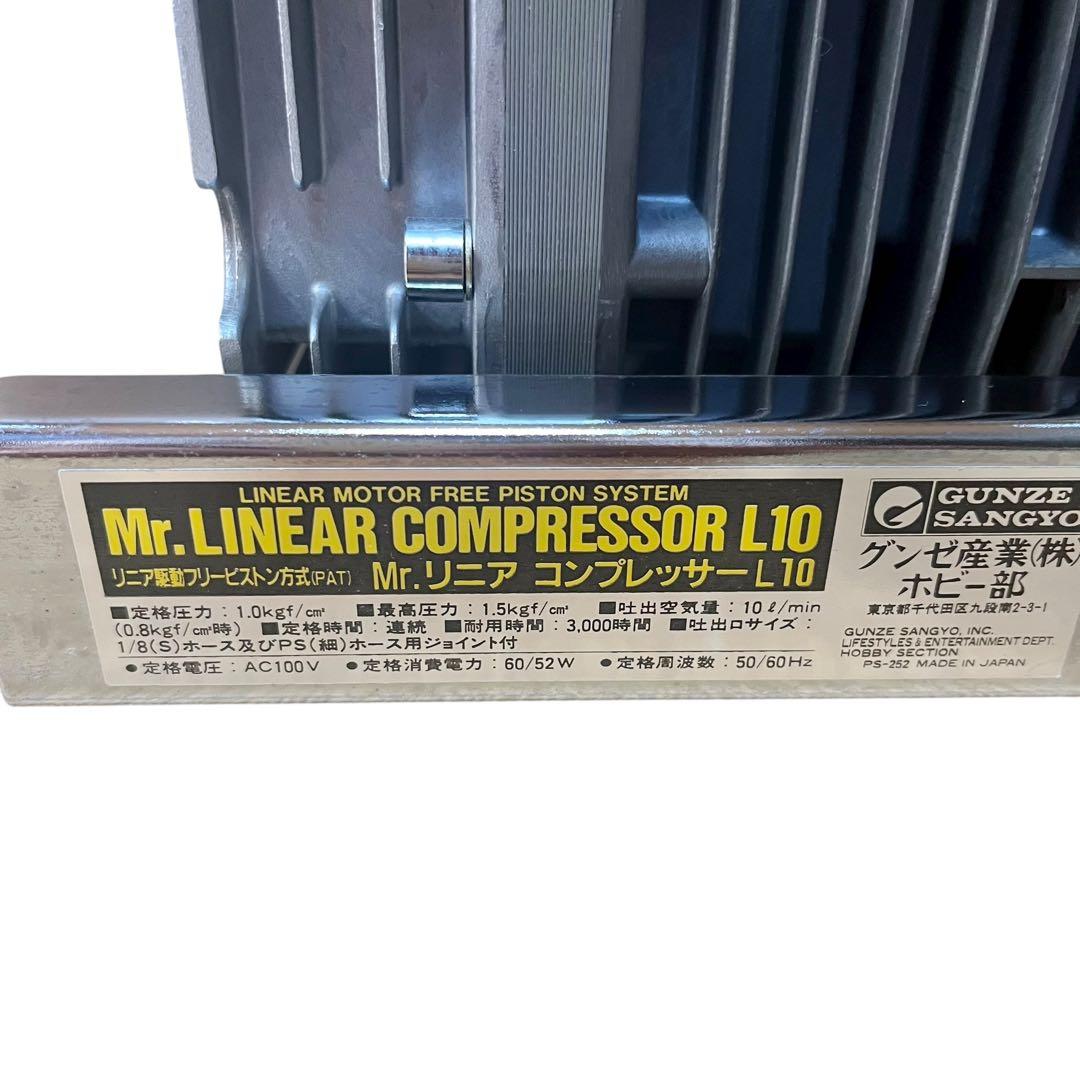 LINEAR MOTOR FREE PISTON SYSTEM
Mr. LINEAR COMPRESSOR L10
リニア駆動フリーピストン方式(PAT) Mr.リニア コンプレッサーL10
■定格圧力：1.0kgf/cm² ■最高圧力：1.5kgf/cm² ■吐出空気量：10ℓ/min
(0.8kgf/cm²時) ■定格時間：連続 ■耐用時間：3,000時間 ■吐出口サイズ：
1/8(S)ホース及びPS(細)ホース用ジョイント付
●定格電圧：AC100V ●定格消費電力：60/52W ●定格周波数：50/60Hz
GUNZE
SANGYO
グンゼ産業(株)
ホビー部
東京都千代田区九段南2-3-1
GUNZE SANGYO, INC.
LIFESTYLES & ENTERTAINMENT DEPT.
HOBBY SECTION
PS-252 MADE IN JAPAN